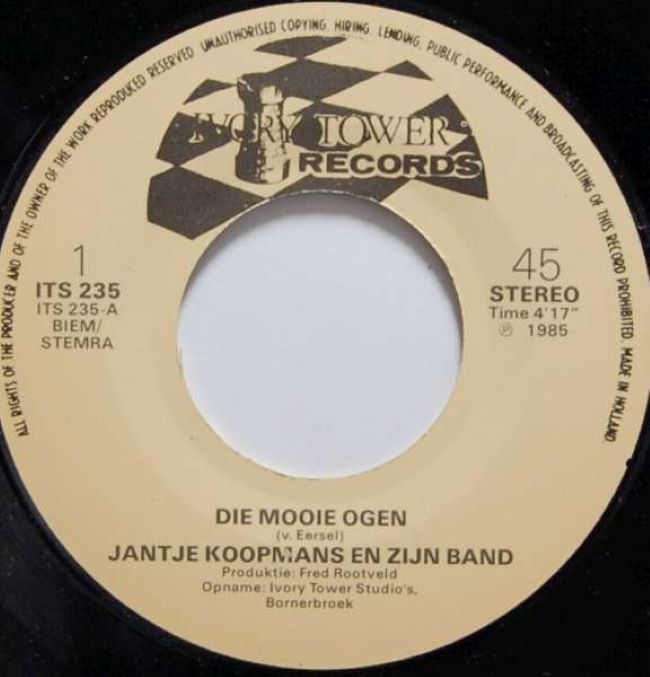 ALL RIGHTS OF THE PRODUCER AND OF THE OWNER OF THE WORK REPRODUCED RESERVED UNAUTHORISED COPYING, HIRING, LENDING, PUBLIC PERFORMANCE AND BROADCASTING OF THIS RECORD PROHIBITED. MADE IN HOLLAND
IVORY TOWER
RECORDS
1
ITS 235
ITS 235-A
BIEM/
STEMRA
45
STEREO
Time 4'17"
℗ 1985
DIE MOOIE OGEN
(v. Eersel)
JANTJE KOOPMANS EN ZIJN BAND
Produktie: Fred Rootveld
Opname: Ivory Tower Studio's,
Bornerbroek